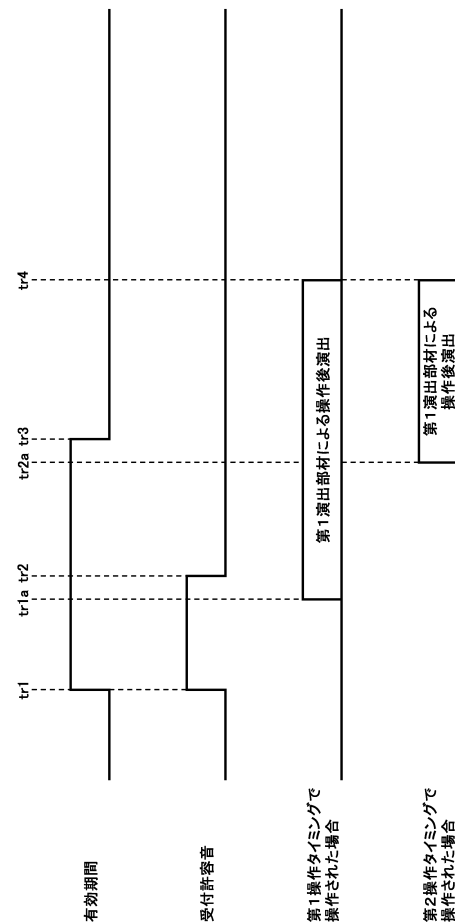 tr1
tr1a
tr2
tr2a
tr3
tr4
有効期間
受付許容音
第1操作タイミングで
操作された場合
第1演出部材による操作後演出
第2操作タイミングで
操作された場合
第1演出部材による
操作後演出